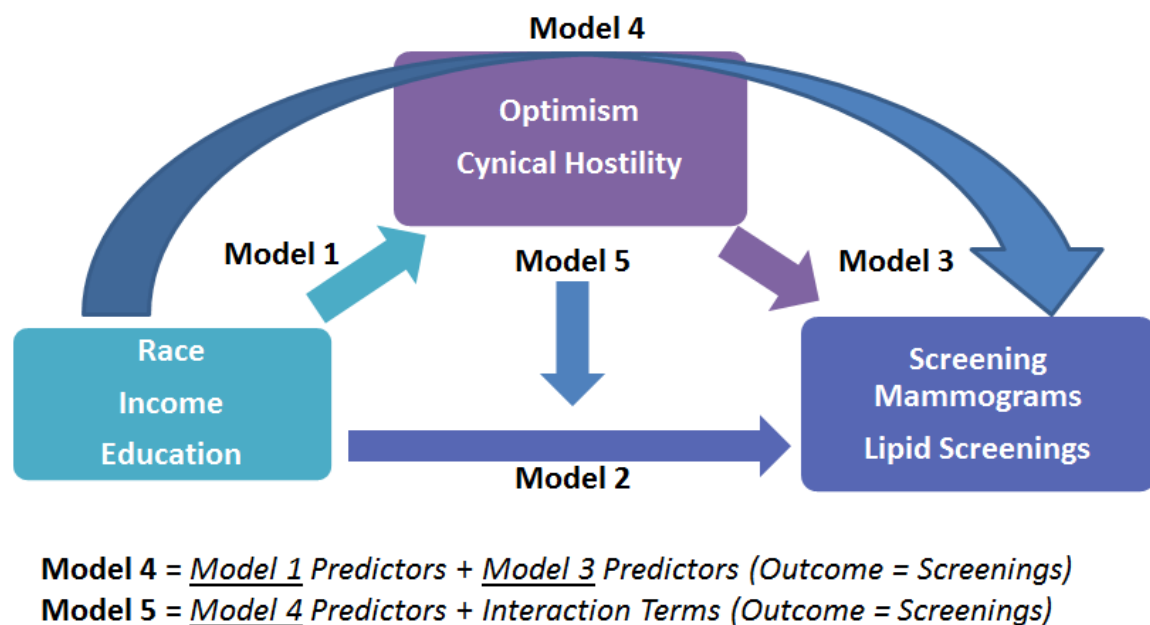 Model 4
Optimism
Cynical Hostility
Model 1
Model 5
Model 3
Race
Income
Education
Screening
Mammograms
Lipid Screenings
Model 2
Model 4 = Model 1 Predictors + Model 3 Predictors (Outcome = Screenings)
Model 5 = Model 4 Predictors + Interaction Terms (Outcome = Screenings)